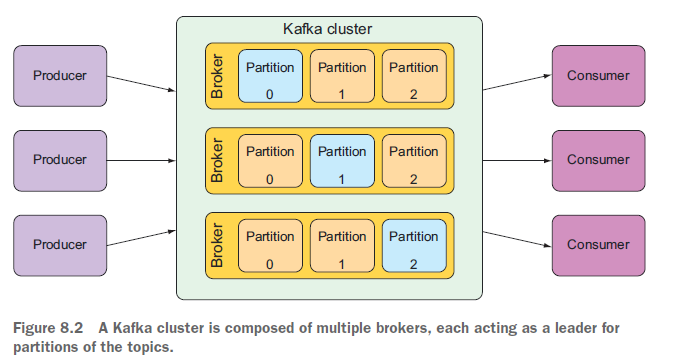 Kafka cluster
Producer
Broker
Partition
0
Partition
1
Partition
2
Consumer
Producer
Broker
Partition
0
Partition
1
Partition
2
Consumer
Producer
Broker
Partition
0
Partition
1
Partition
2
Consumer
Figure 8.2 A Kafka cluster is composed of multiple brokers, each acting as a leader for
partitions of the topics.